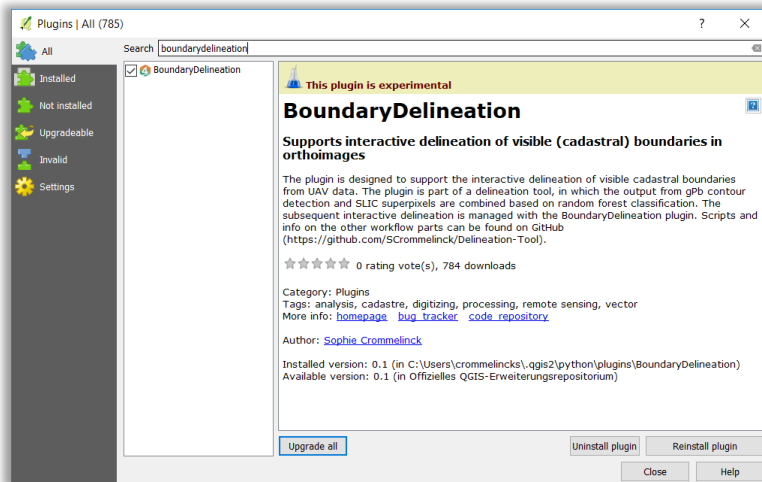 Plugins | All (785)
?
All
Installed
Not installed
Upgradeable
Invalid
Settings
Search boundarydelineation
BoundaryDelineation
This plugin is experimental
BoundaryDelineation
?
Supports interactive delineation of visible (cadastral) boundaries in
orthoimages
The plugin is designed to support the interactive delineation of visible cadastral boundaries
from UAV data. The plugin is part of a delineation tool, in which the output from gPb contour
detection and SLIC superpixels are combined based on random forest classification. The
subsequent interactive delineation is managed with the BoundaryDelineation plugin. Scripts and
info on the other workflow parts can be found on GitHub
(https://github.com/SCrommelinck/Delineation-Tool).
0 rating vote(s), 784 downloads
Category: Plugins
Tags: analysis, cadastre, digitizing, processing, remote sensing, vector
More info: homepage bug tracker code repository
Author: Sophie Crommelinck
Installed version: 0.1 (in C:\Users\crommelincks\.qgis2\python\plugins\BoundaryDelineation)
Available version: 0.1 (in Offizielles QGIS-Erweiterungsrepositorium)
Upgrade all
Uninstall plugin
Reinstall plugin
Close
Help